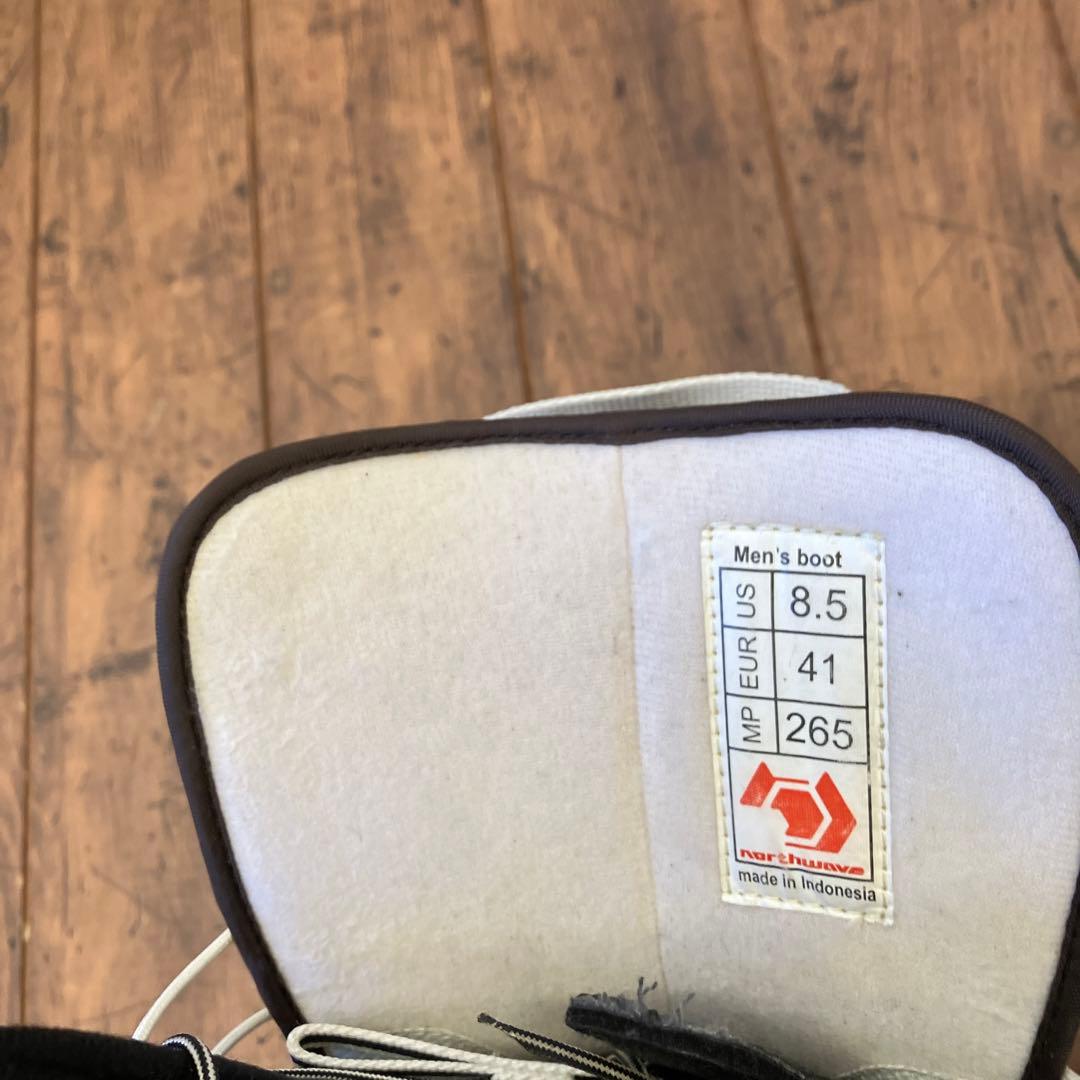 Men's boot
US 8.5
EUR 41
MP 265
northwave
made in Indonesia